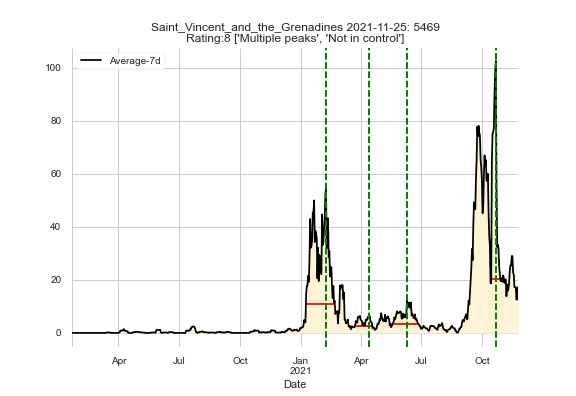 Saint_Vincent_and_the_Grenadines 2021-11-25: 5469
Rating:8 ['Multiple peaks', 'Not in control']
Average-7d
100
80
60
40
20
0
Apr Jul Oct Jan Apr Jul Oct
2021
Date